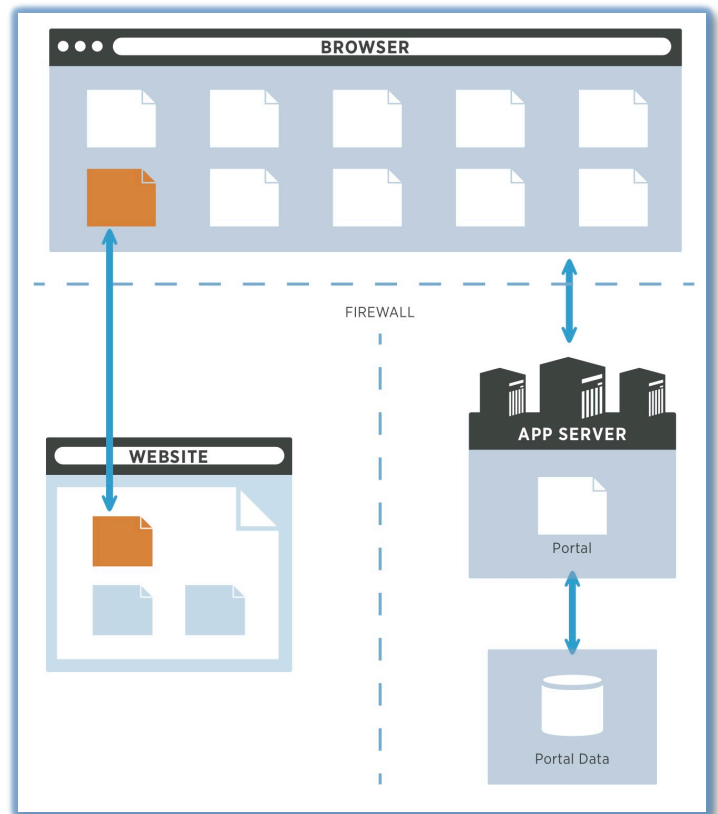 BROWSER
FIREWALL
WEBSITE
APP SERVER
Portal
Portal Data